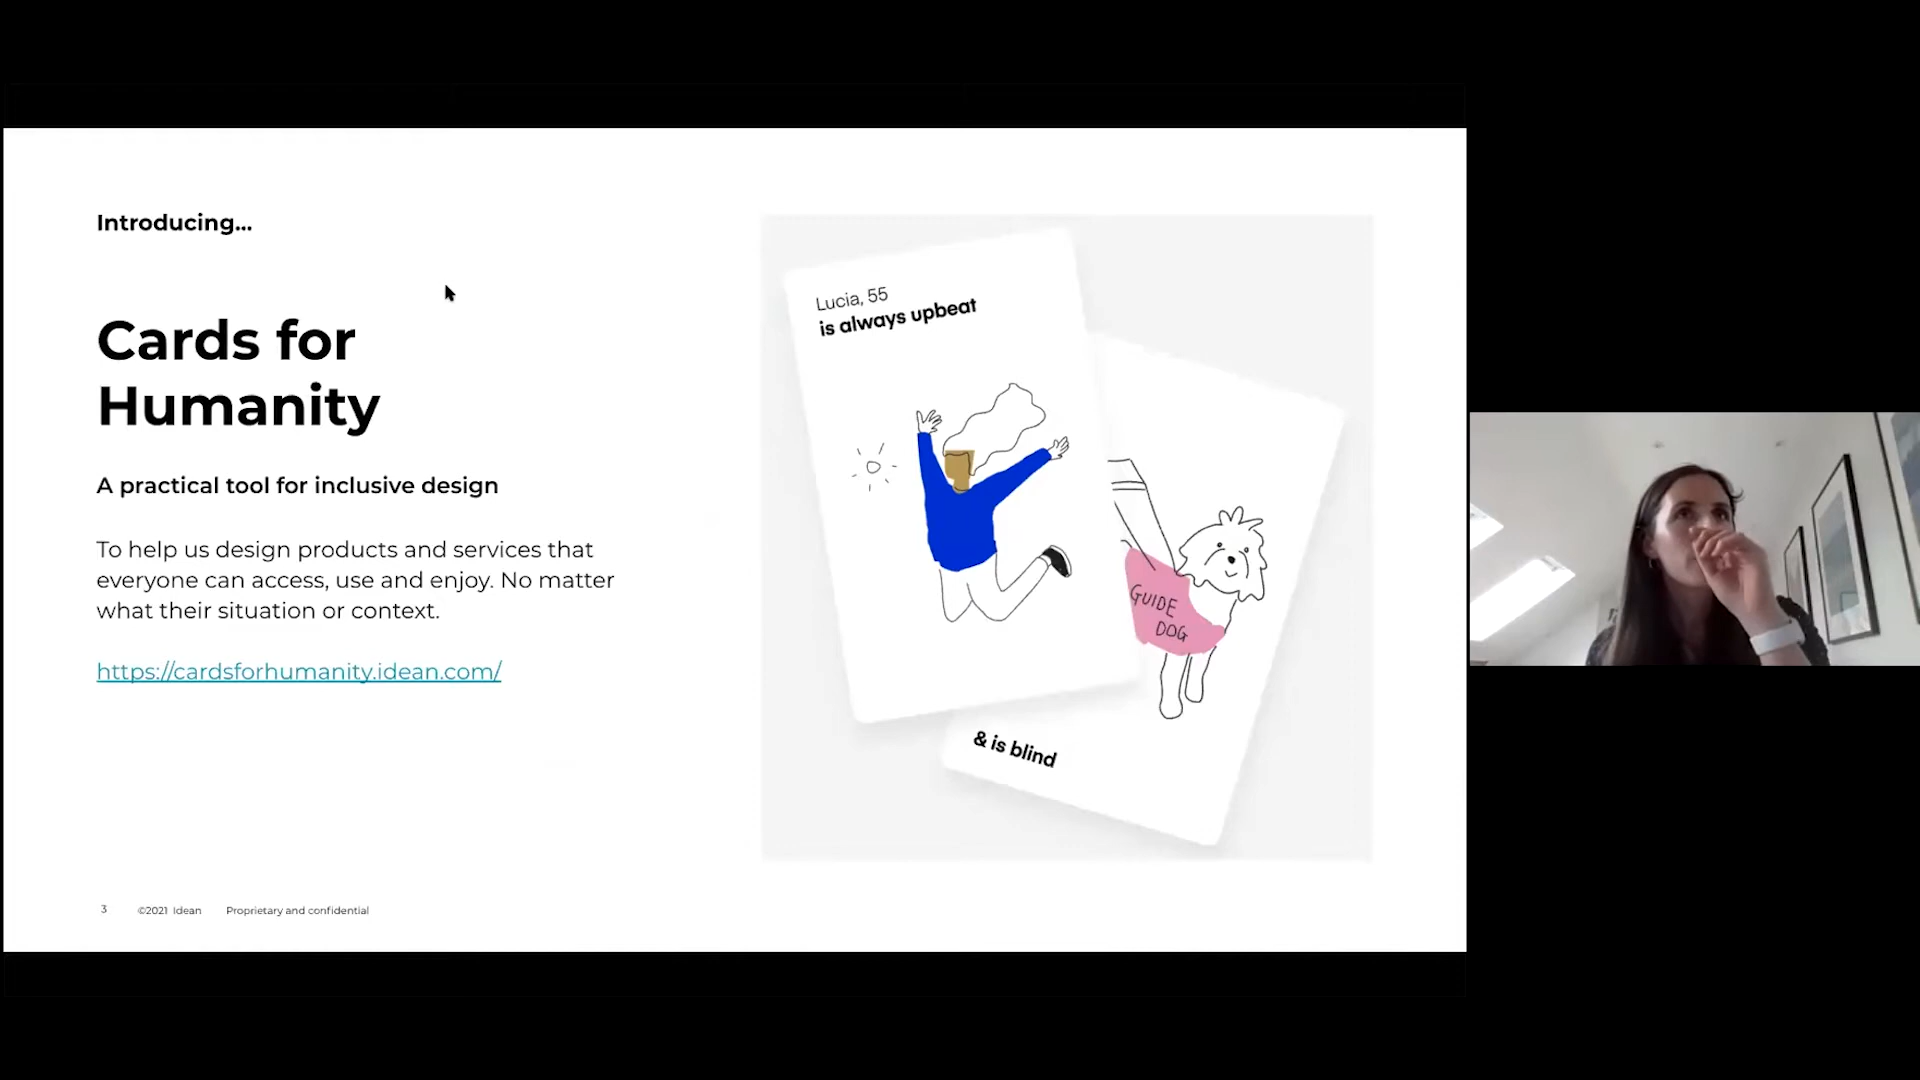 Introducing...
Cards for
Humanity
A practical tool for inclusive design
To help us design products and services that
everyone can access, use and enjoy. No matter
what their situation or context.
https://cardsforhumanity.idean.com/
Lucia, 55
is always upbeat
GUIDE
DOG
& is blind
3 ©2021 Idean Proprietary and confidential